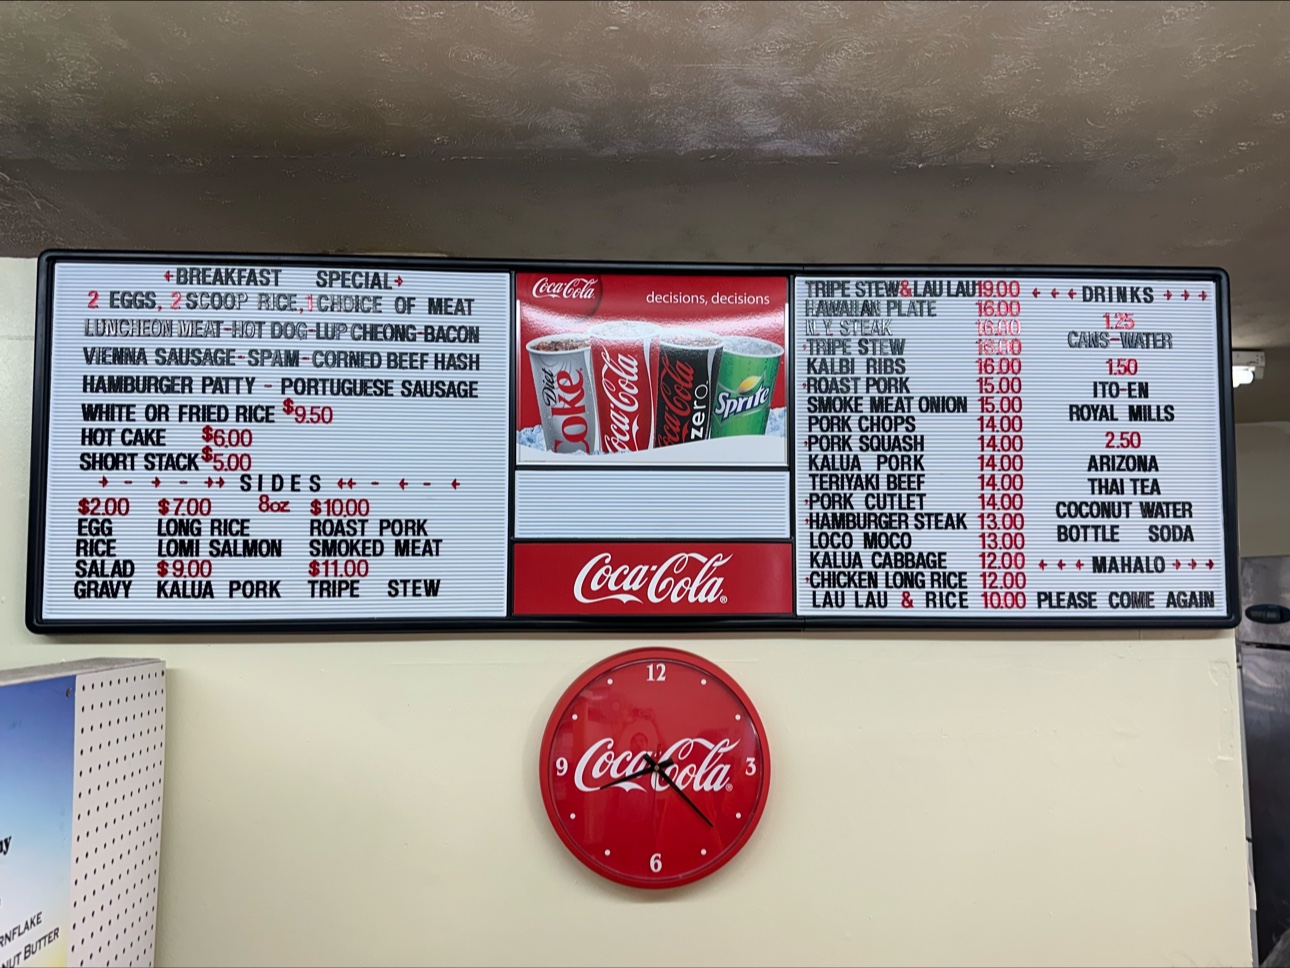 ←BREAKFAST SPECIAL→
2 EGGS, 2 SCOOP RICE, 1 CHOICE OF MEAT
LUNCHEON MEAT-HOT DOG-LUP CHEONG-BACON
VIENNA SAUSAGE-SPAM-CORNED BEEF HASH
HAMBURGER PATTY - PORTUGUESE SAUSAGE
WHITE OR FRIED RICE $9.50
HOT CAKE $6.00
SHORT STACK $5.00
→ - → - →→ SIDES ←← - ← - ←
$2.00 $7.00 8oz $10.00
EGG LONG RICE ROAST PORK
RICE LOMI SALMON SMOKED MEAT
SALAD $9.00 $11.00
GRAVY KALUA PORK TRIPE STEW
Coca-Cola
decisions, decisions
Diet Coke
Coca-Cola
Coca-Cola zero
Sprite
Coca-Cola
TRIPE STEW & LAU LAU 19.00
HAWAIIAN PLATE 16.00
N.Y. STEAK 16.00
TRIPE STEW 16.00
KALBI RIBS 16.00
ROAST PORK 15.00
SMOKE MEAT ONION 15.00
PORK CHOPS 14.00
PORK SQUASH 14.00
KALUA PORK 14.00
TERIYAKI BEEF 14.00
PORK CUTLET 14.00
HAMBURGER STEAK 13.00
LOCO MOCO 13.00
KALUA CABBAGE 12.00
CHICKEN LONG RICE 12.00
LAU LAU & RICE 10.00
← ← ← DRINKS → → →
1.25
CANS-WATER
1.50
ITO-EN
ROYAL MILLS
2.50
ARIZONA
THAI TEA
COCONUT WATER
BOTTLE SODA
← ← ← MAHALO → → →
PLEASE COME AGAIN
12
9 Coca-Cola 3
6